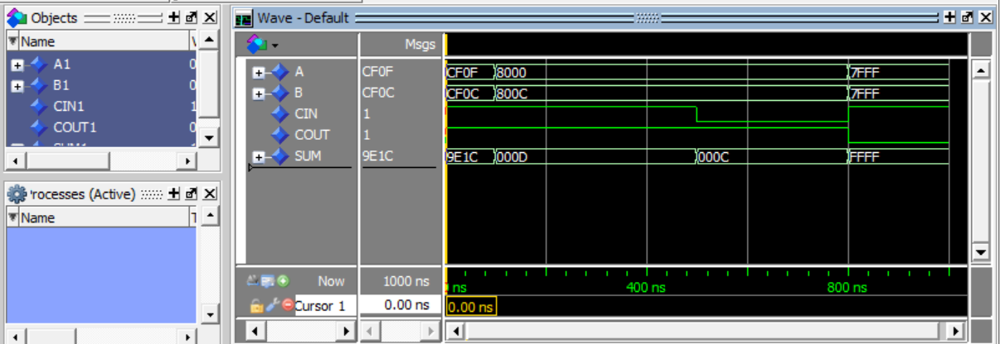 Objects
Name
A1 0
B1 0
CIN1 1
COUT1 0
'rocesses (Active)
Name
Wave - Default
Msgs
A CF0F CF0F 8000 7FFF
B CF0C CF0C 800C 7FFF
CIN 1
COUT 1
SUM 9E1C 9E1C 000D 000C FFFF
Now 1000 ns ns 400 ns 800 ns
Cursor 1 0.00 ns 0.00 ns